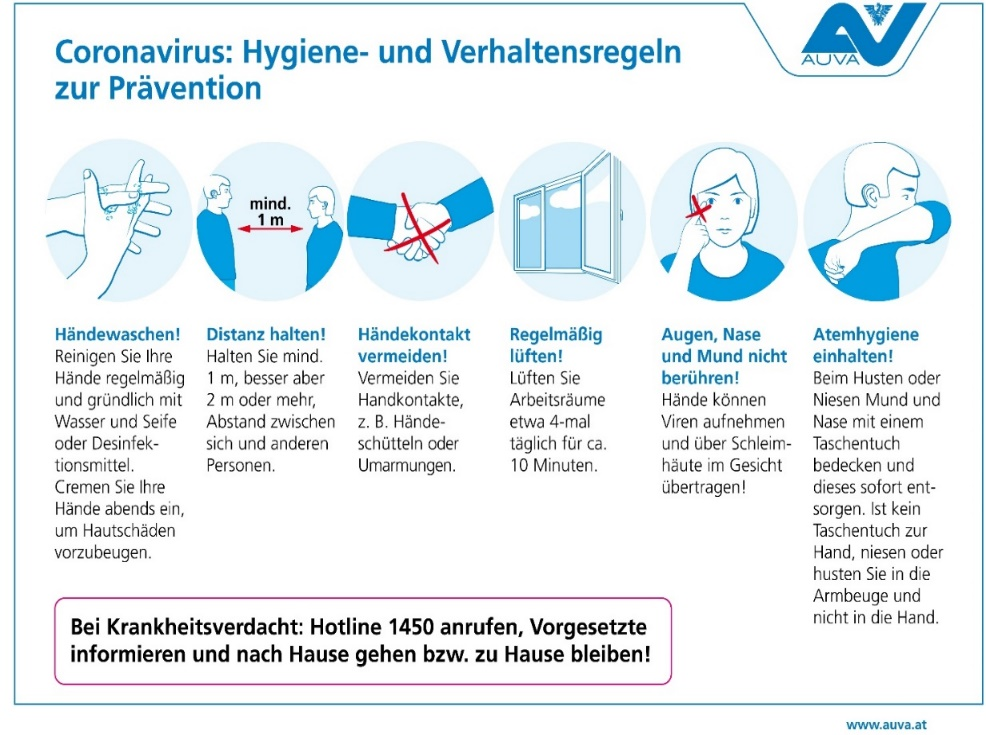 Coronavirus: Hygiene- und Verhaltensregeln
zur Prävention
AUVA
mind.
1 m
Händewaschen!
Reinigen Sie Ihre
Hände regelmäßig
und gründlich mit
Wasser und Seife
oder Desinfek-
tionsmittel.
Cremen Sie Ihre
Hände abends ein,
um Hautschäden
vorzubeugen.
Distanz halten!
Halten Sie mind.
1 m, besser aber
2 m oder mehr,
Abstand zwischen
sich und anderen
Personen.
Händekontakt
vermeiden!
Vermeiden Sie
Handkontakte,
z. B. Hände-
schütteln oder
Umarmungen.
Regelmäßig
lüften!
Lüften Sie
Arbeitsräume
etwa 4-mal
täglich für ca.
10 Minuten.
Augen, Nase
und Mund nicht
berühren!
Hände können
Viren aufnehmen
und über Schleim-
häute im Gesicht
übertragen!
Atemhygiene
einhalten!
Beim Husten oder
Niesen Mund und
Nase mit einem
Taschentuch
bedecken und
dieses sofort ent-
sorgen. Ist kein
Taschentuch zur
Hand, niesen oder
husten Sie in die
Armbeuge und
nicht in die Hand.
Bei Krankheitsverdacht: Hotline 1450 anrufen, Vorgesetzte
informieren und nach Hause gehen bzw. zu Hause bleiben!
www.auva.at